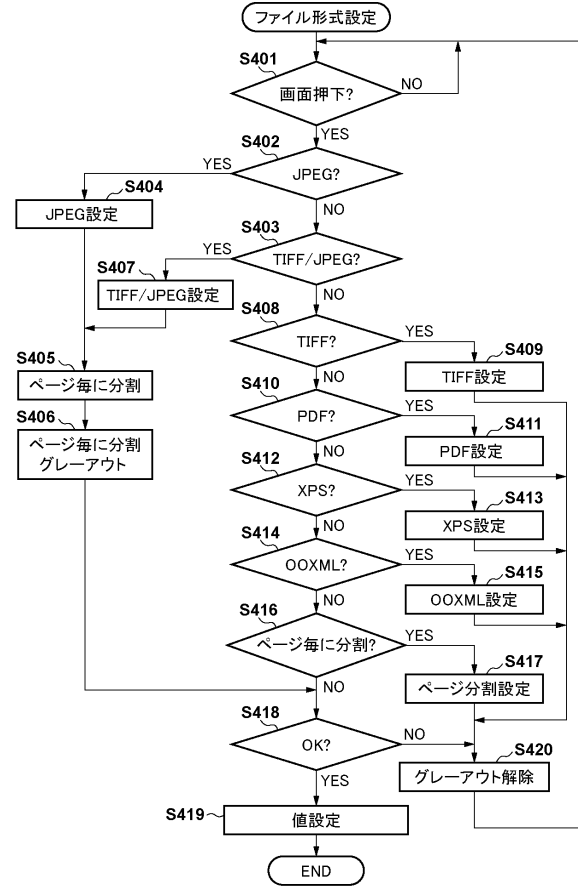 ファイル形式設定
S401
画面押下?
NO
YES
S402
JPEG?
YES
NO
S404
JPEG設定
S403
TIFF/JPEG?
YES
NO
S407
TIFF/JPEG設定
S408
TIFF?
YES
NO
S409
TIFF設定
S405
ページ毎に分割
S410
PDF?
YES
NO
S411
PDF設定
S406
ページ毎に分割
グレーアウト
S412
XPS?
YES
NO
S413
XPS設定
S414
OOXML?
YES
NO
S415
OOXML設定
S416
ページ毎に分割?
YES
NO
S417
ページ分割設定
S418
OK?
NO
YES
S420
グレーアウト解除
S419
値設定
END